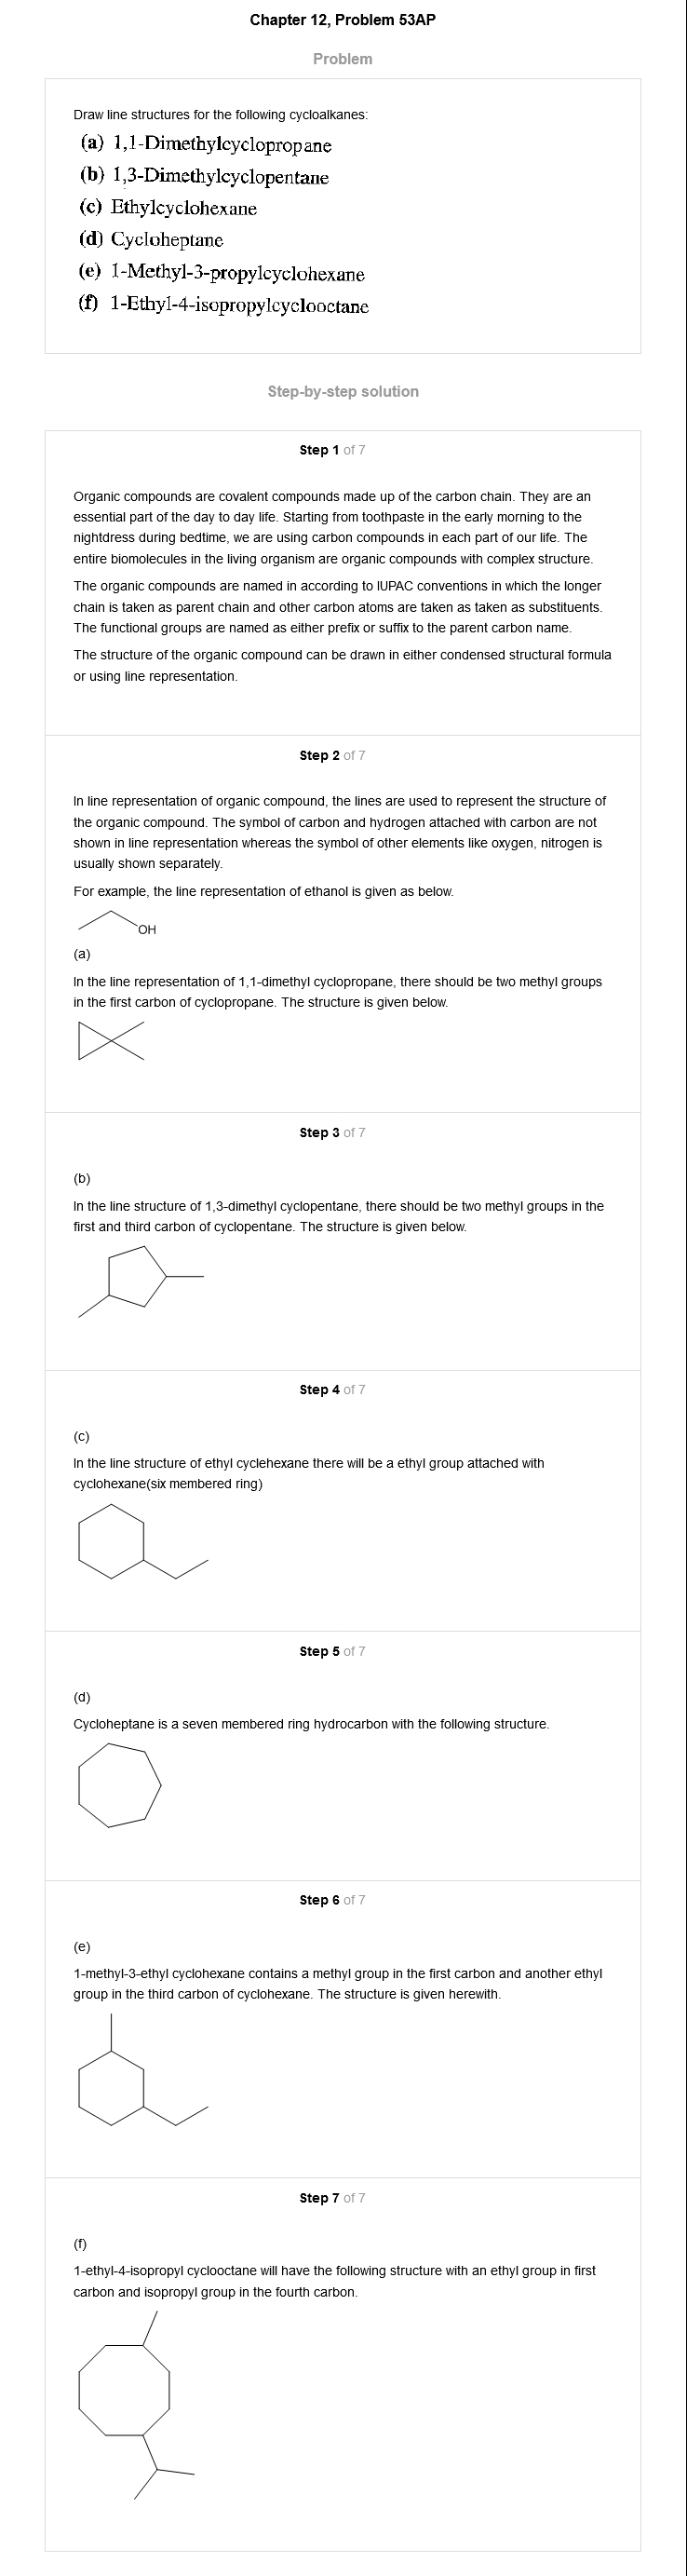 Chapter 12, Problem 53AP
Problem
Draw line structures for the following cycloalkanes:
(a) 1,1-Dimethylcyclopropane
(b) 1,3-Dimethylcyclopentane
(c) Ethylcyclohexane
(d) Cycloheptane
(e) 1-Methyl-3-propylcyclohexane
(f) 1-Ethyl-4-isopropylcyclooctane
Step-by-step solution
Step 1 of 7
Organic compounds are covalent compounds made up of the carbon chain. They are an
essential part of the day to day life. Starting from toothpaste in the early morning to the
nightdress during bedtime, we are using carbon compounds in each part of our life. The
entire biomolecules in the living organism are organic compounds with complex structure.
The organic compounds are named in according to IUPAC conventions in which the longer
chain is taken as parent chain and other carbon atoms are taken as taken as substituents.
The functional groups are named as either prefix or suffix to the parent carbon name.
The structure of the organic compound can be drawn in either condensed structural formula
or using line representation.
Step 2 of 7
In line representation of organic compound, the lines are used to represent the structure of
the organic compound. The symbol of carbon and hydrogen attached with carbon are not
shown in line representation whereas the symbol of other elements like oxygen, nitrogen is
usually shown separately.
For example, the line representation of ethanol is given as below.
OH
(a)
In the line representation of 1,1-dimethyl cyclopropane, there should be two methyl groups
in the first carbon of cyclopropane. The structure is given below.
Step 3 of 7
(b)
In the line structure of 1,3-dimethyl cyclopentane, there should be two methyl groups in the
first and third carbon of cyclopentane. The structure is given below.
Step 4 of 7
(c)
In the line structure of ethyl cyclehexane there will be a ethyl group attached with
cyclohexane(six membered ring)
Step 5 of 7
(d)
Cycloheptane is a seven membered ring hydrocarbon with the following structure.
Step 6 of 7
(e)
1-methyl-3-ethyl cyclohexane contains a methyl group in the first carbon and another ethyl
group in the third carbon of cyclohexane. The structure is given herewith.
Step 7 of 7
(f)
1-ethyl-4-isopropyl cyclooctane will have the following structure with an ethyl group in first
carbon and isopropyl group in the fourth carbon.